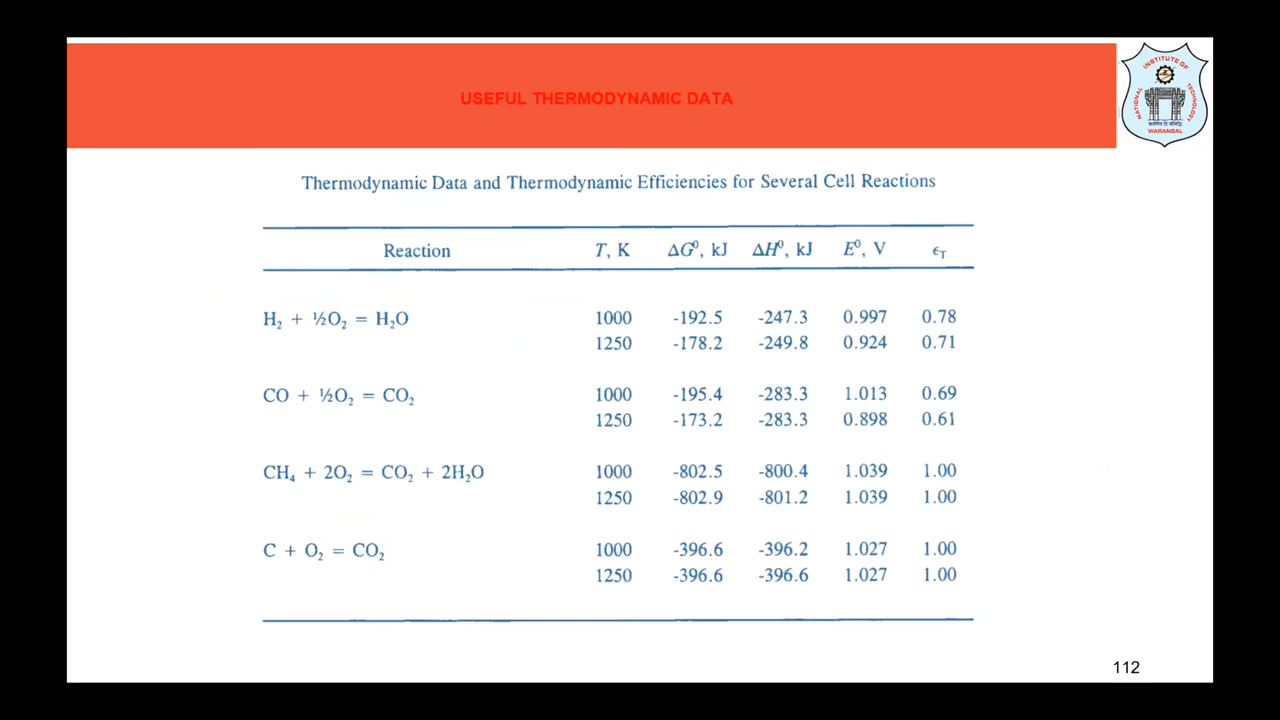 USEFUL THERMODYNAMIC DATA
INSTITUTE OF
NATIONAL
TECHNOLOGY
WARANGAL
Thermodynamic Data and Thermodynamic Efficiencies for Several Cell Reactions
Reaction T, K ΔG⁰, kJ ΔH⁰, kJ E⁰, V ϵT
H₂ + ½O₂ = H₂O 1000 -192.5 -247.3 0.997 0.78
1250 -178.2 -249.8 0.924 0.71
CO + ½O₂ = CO₂ 1000 -195.4 -283.3 1.013 0.69
1250 -173.2 -283.3 0.898 0.61
CH₄ + 2O₂ = CO₂ + 2H₂O 1000 -802.5 -800.4 1.039 1.00
1250 -802.9 -801.2 1.039 1.00
C + O₂ = CO₂ 1000 -396.6 -396.2 1.027 1.00
1250 -396.6 -396.6 1.027 1.00
112